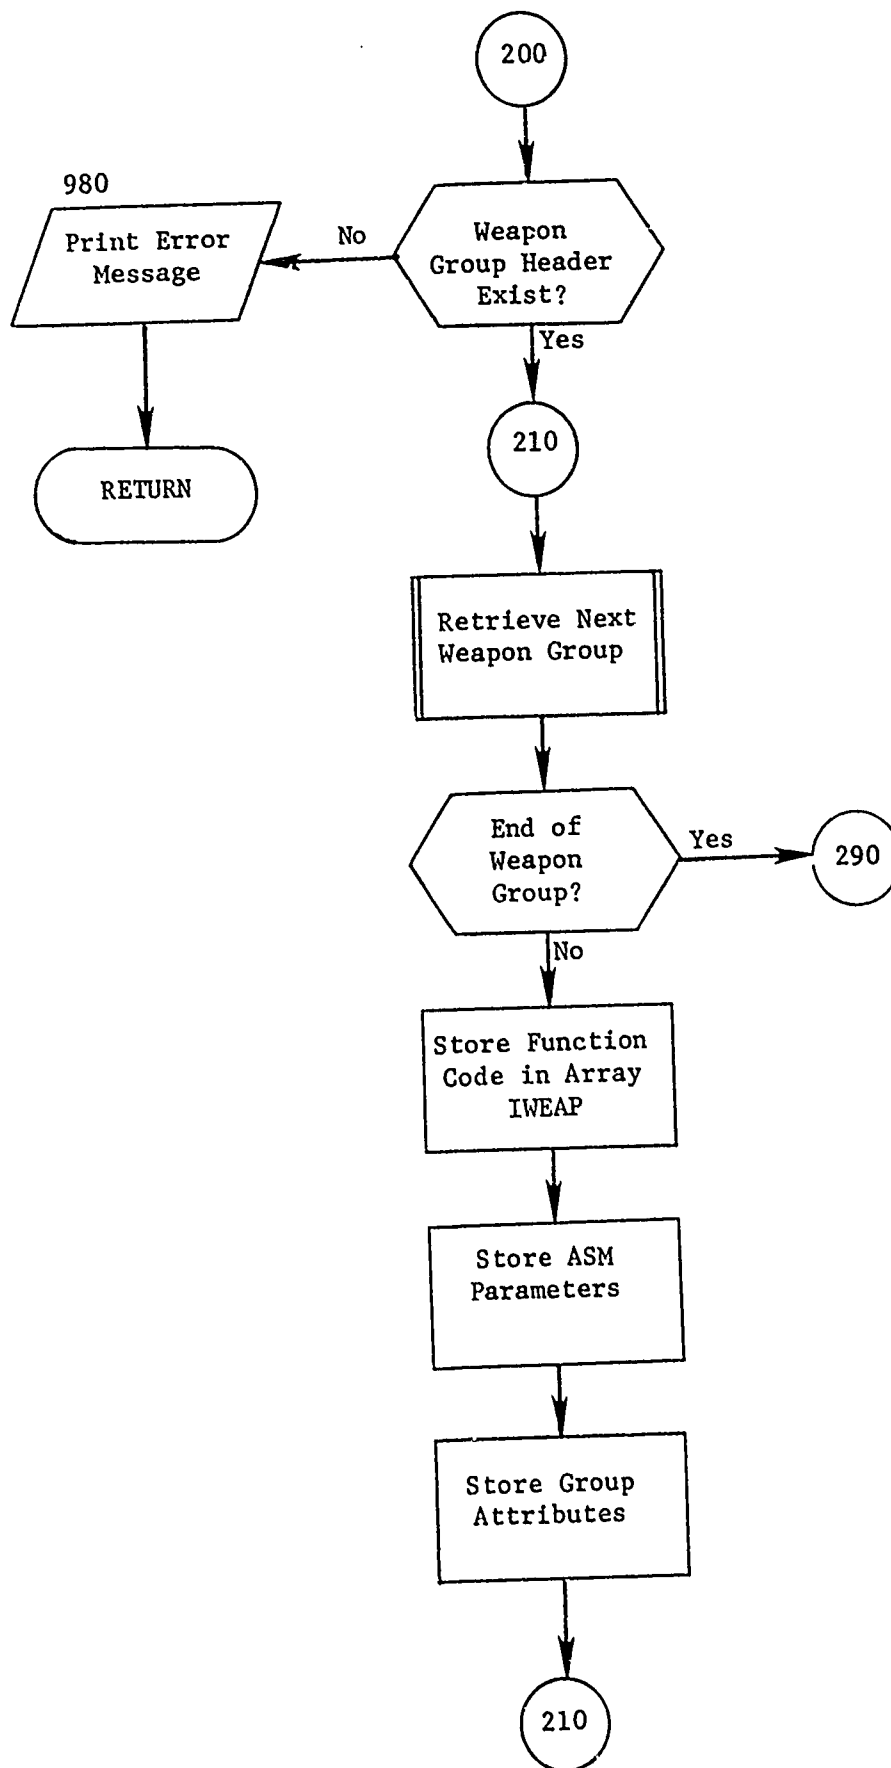 200
980
Print Error
Message
No
Weapon
Group Header
Exist?
Yes
210
RETURN
Retrieve Next
Weapon Group
End of
Weapon
Group?
Yes
290
No
Store Function
Code in Array
IWEAP
Store ASM
Parameters
Store Group
Attributes
210